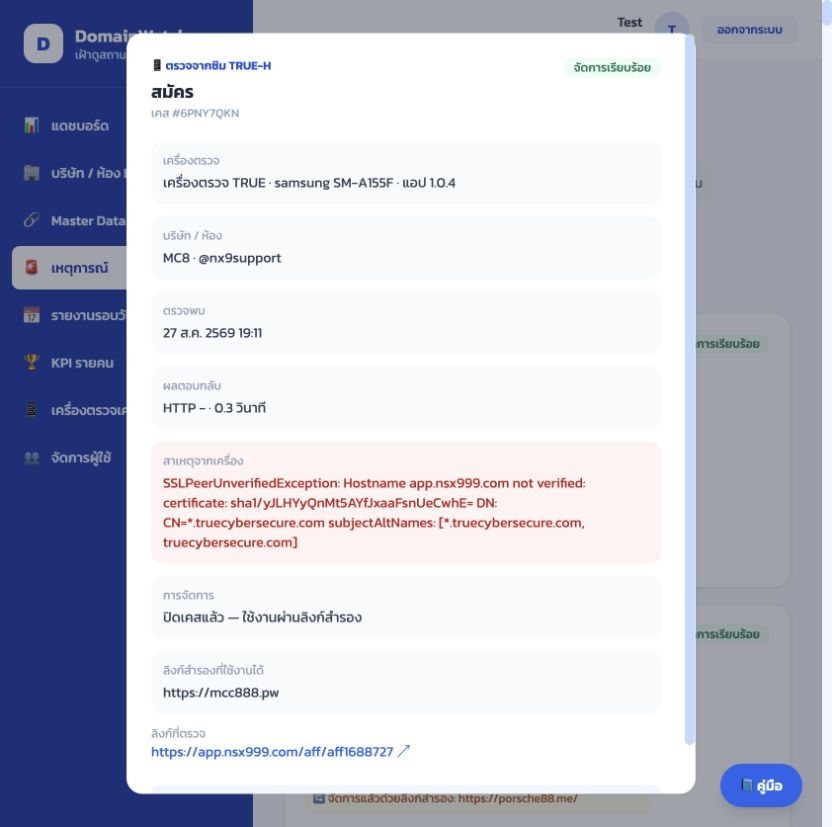 D
DomainWatch
เฝ้าดูสถาน
Test
T
ออกจากระบบ
แดชบอร์ด
บริษัท / ห้อง
Master Data
เหตุการณ์
17
รายงานรอบวั
KPI รายคน
เครื่องตรวจเค
จัดการผู้ใช้
ตรวจจากซิม TRUE-H
จัดการเรียบร้อย
สมัคร
เคส #6PNY7QKN
เครื่องตรวจ
เครื่องตรวจ TRUE · samsung SM-A155F · แอป 1.0.4
บริษัท / ห้อง
MC8 · @nx9support
ตรวจพบ
27 ส.ค. 2569 19:11
ผลตอบกลับ
HTTP - · 0.3 วินาที
สาเหตุจากเครื่อง
SSLPeerUnverifiedException: Hostname app.nsx999.com not verified:
certificate: sha1/yJLHYyQnMt5AYfJxaaFsnUeCwhE= DN:
CN=*.truecybersecure.com subjectAltNames: [*.truecybersecure.com,
truecybersecure.com]
การจัดการ
ปิดเคสแล้ว — ใช้งานผ่านลิงก์สำรอง
ลิงก์สำรองที่ใช้งานได้
https://mcc888.pw
ลิงก์ที่ตรวจ
https://app.nsx999.com/aff/aff1688727
การเรียบร้อย
การเรียบร้อย
จัดการแล้วด้วยลิงก์สำรอง: https://porsche88.me/
คู่มือ